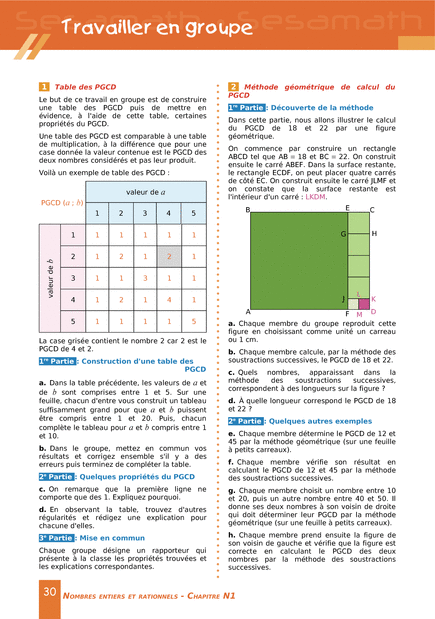 Travailler en groupe
1 Table des PGCD
Le but de ce travail en groupe est de construire
une table des PGCD puis de mettre en
évidence, à l'aide de cette table, certaines
propriétés du PGCD.
Une table des PGCD est comparable à une table
de multiplication, à la différence que pour une
case donnée la valeur contenue est le PGCD des
deux nombres considérés et pas leur produit.
Voilà un exemple de table des PGCD :
PGCD (a ; b)
valeur de a
1 2 3 4 5
valeur de b
1 1 1 1 1 1
2 1 2 1 2 1
3 1 1 3 1 1
4 1 2 1 4 1
5 1 1 1 1 5
La case grisée contient le nombre 2 car 2 est le
PGCD de 4 et 2.
1re Partie : Construction d'une table des
PGCD
a. Dans la table précédente, les valeurs de a et
de b sont comprises entre 1 et 5. Sur une
feuille, chacun d'entre vous construit un tableau
suffisamment grand pour que a et b puissent
être compris entre 1 et 20. Puis, chacun
complète le tableau pour a et b compris entre 1
et 10.
b. Dans le groupe, mettez en commun vos
résultats et corrigez ensemble s'il y a des
erreurs puis terminez de compléter la table.
2e Partie : Quelques propriétés du PGCD
c. On remarque que la première ligne ne
comporte que des 1. Expliquez pourquoi.
d. En observant la table, trouvez d'autres
régularités et rédigez une explication pour
chacune d'elles.
3e Partie : Mise en commun
Chaque groupe désigne un rapporteur qui
présente à la classe les propriétés trouvées et
les explications correspondantes.
2 Méthode géométrique de calcul du
PGCD
1re Partie : Découverte de la méthode
Dans cette partie, nous allons illustrer le calcul
du PGCD de 18 et 22 par une figure
géométrique.
On commence par construire un rectangle
ABCD tel que AB = 18 et BC = 22. On construit
ensuite le carré ABEF. Dans la surface restante,
le rectangle ECDF, on peut placer quatre carrés
de côté EC. On construit ensuite le carré JLMF et
on constate que la surface restante est
l'intérieur d'un carré : LKDM.
B E C
G H
L
J K
A F M D
a. Chaque membre du groupe reproduit cette
figure en choisissant comme unité un carreau
ou 1 cm.
b. Chaque membre calcule, par la méthode des
soustractions successives, le PGCD de 18 et 22.
c. Quels nombres, apparaissant dans la
méthode des soustractions successives,
correspondent à des longueurs sur la figure ?
d. À quelle longueur correspond le PGCD de 18
et 22 ?
2e Partie : Quelques autres exemples
e. Chaque membre détermine le PGCD de 12 et
45 par la méthode géométrique (sur une feuille
à petits carreaux).
f. Chaque membre vérifie son résultat en
calculant le PGCD de 12 et 45 par la méthode
des soustractions successives.
g. Chaque membre choisit un nombre entre 10
et 20, puis un autre nombre entre 40 et 50. Il
donne ses deux nombres à son voisin de droite
qui doit déterminer leur PGCD par la méthode
géométrique (sur une feuille à petits carreaux).
h. Chaque membre prend ensuite la figure de
son voisin de gauche et vérifie que la figure est
correcte en calculant le PGCD des deux
nombres par la méthode des soustractions
successives.
30 NOMBRES ENTIERS ET RATIONNELS - CHAPITRE N1